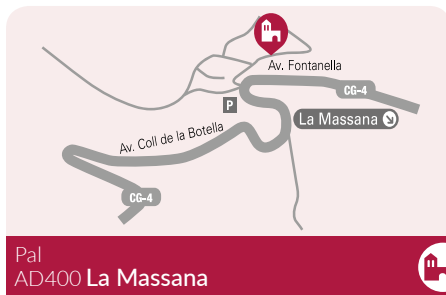 Av. Fontanella
CG-4
P
La Massana
Av. Coll de la Botella
CG-4
Pal
AD400 La Massana